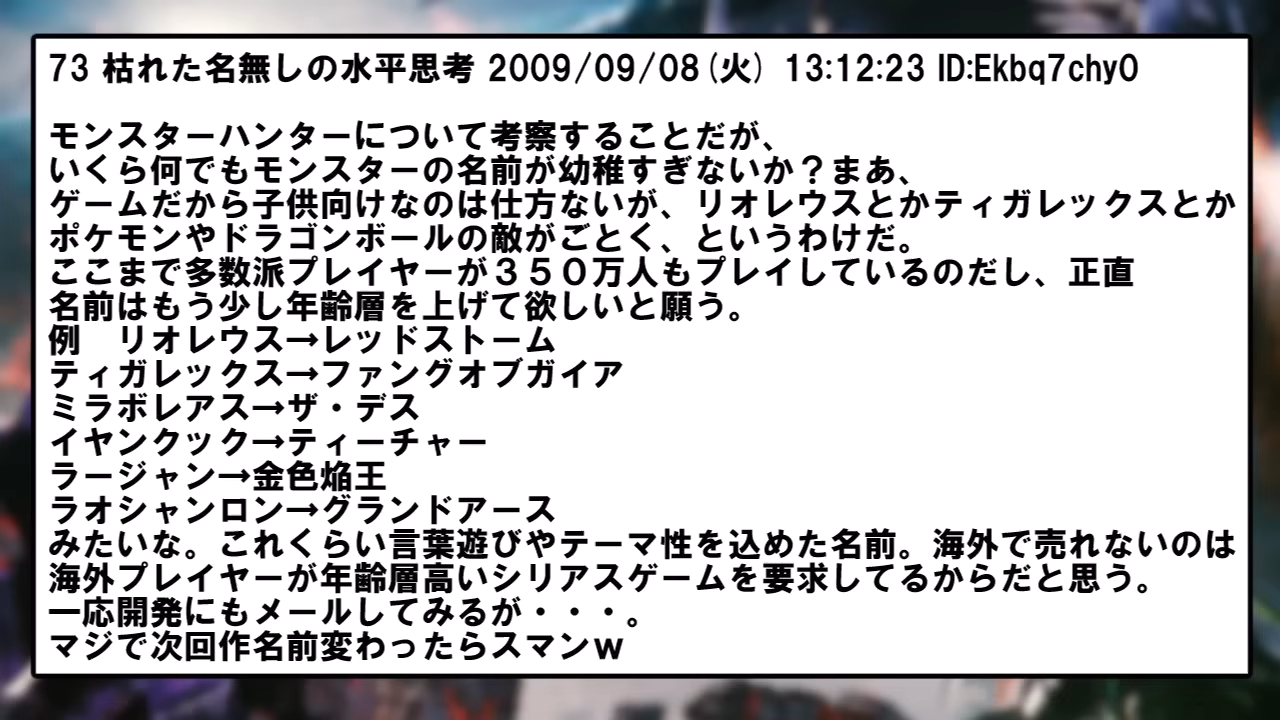 73 枯れた名無しの水平思考 2009/09/08(火) 13:12:23 ID:Ekbq7chy0
モンスターハンターについて考察することだが、
いくら何でもモンスターの名前が幼稚すぎないか？まあ、
ゲームだから子供向けなのは仕方ないが、リオレウスとかティガレックスとか
ポケモンやドラゴンボールの敵がごとく、というわけだ。
ここまで多数派プレイヤーが３５０万人もプレイしているのだし、正直
名前はもう少し年齢層を上げて欲しいと願う。
例　リオレウス→レッドストーム
ティガレックス→ファングオブガイア
ミラボレアス→ザ・デス
イヤンクック→ティーチャー
ラージャン→金色焔王
ラオシャンロン→グランドアース
みたいな。これくらい言葉遊びやテーマ性を込めた名前。海外で売れないのは
海外プレイヤーが年齢層高いシリアスゲームを要求してるからだと思う。
一応開発にもメールしてみるが・・・。
マジで次回作名前変わったらスマンｗ